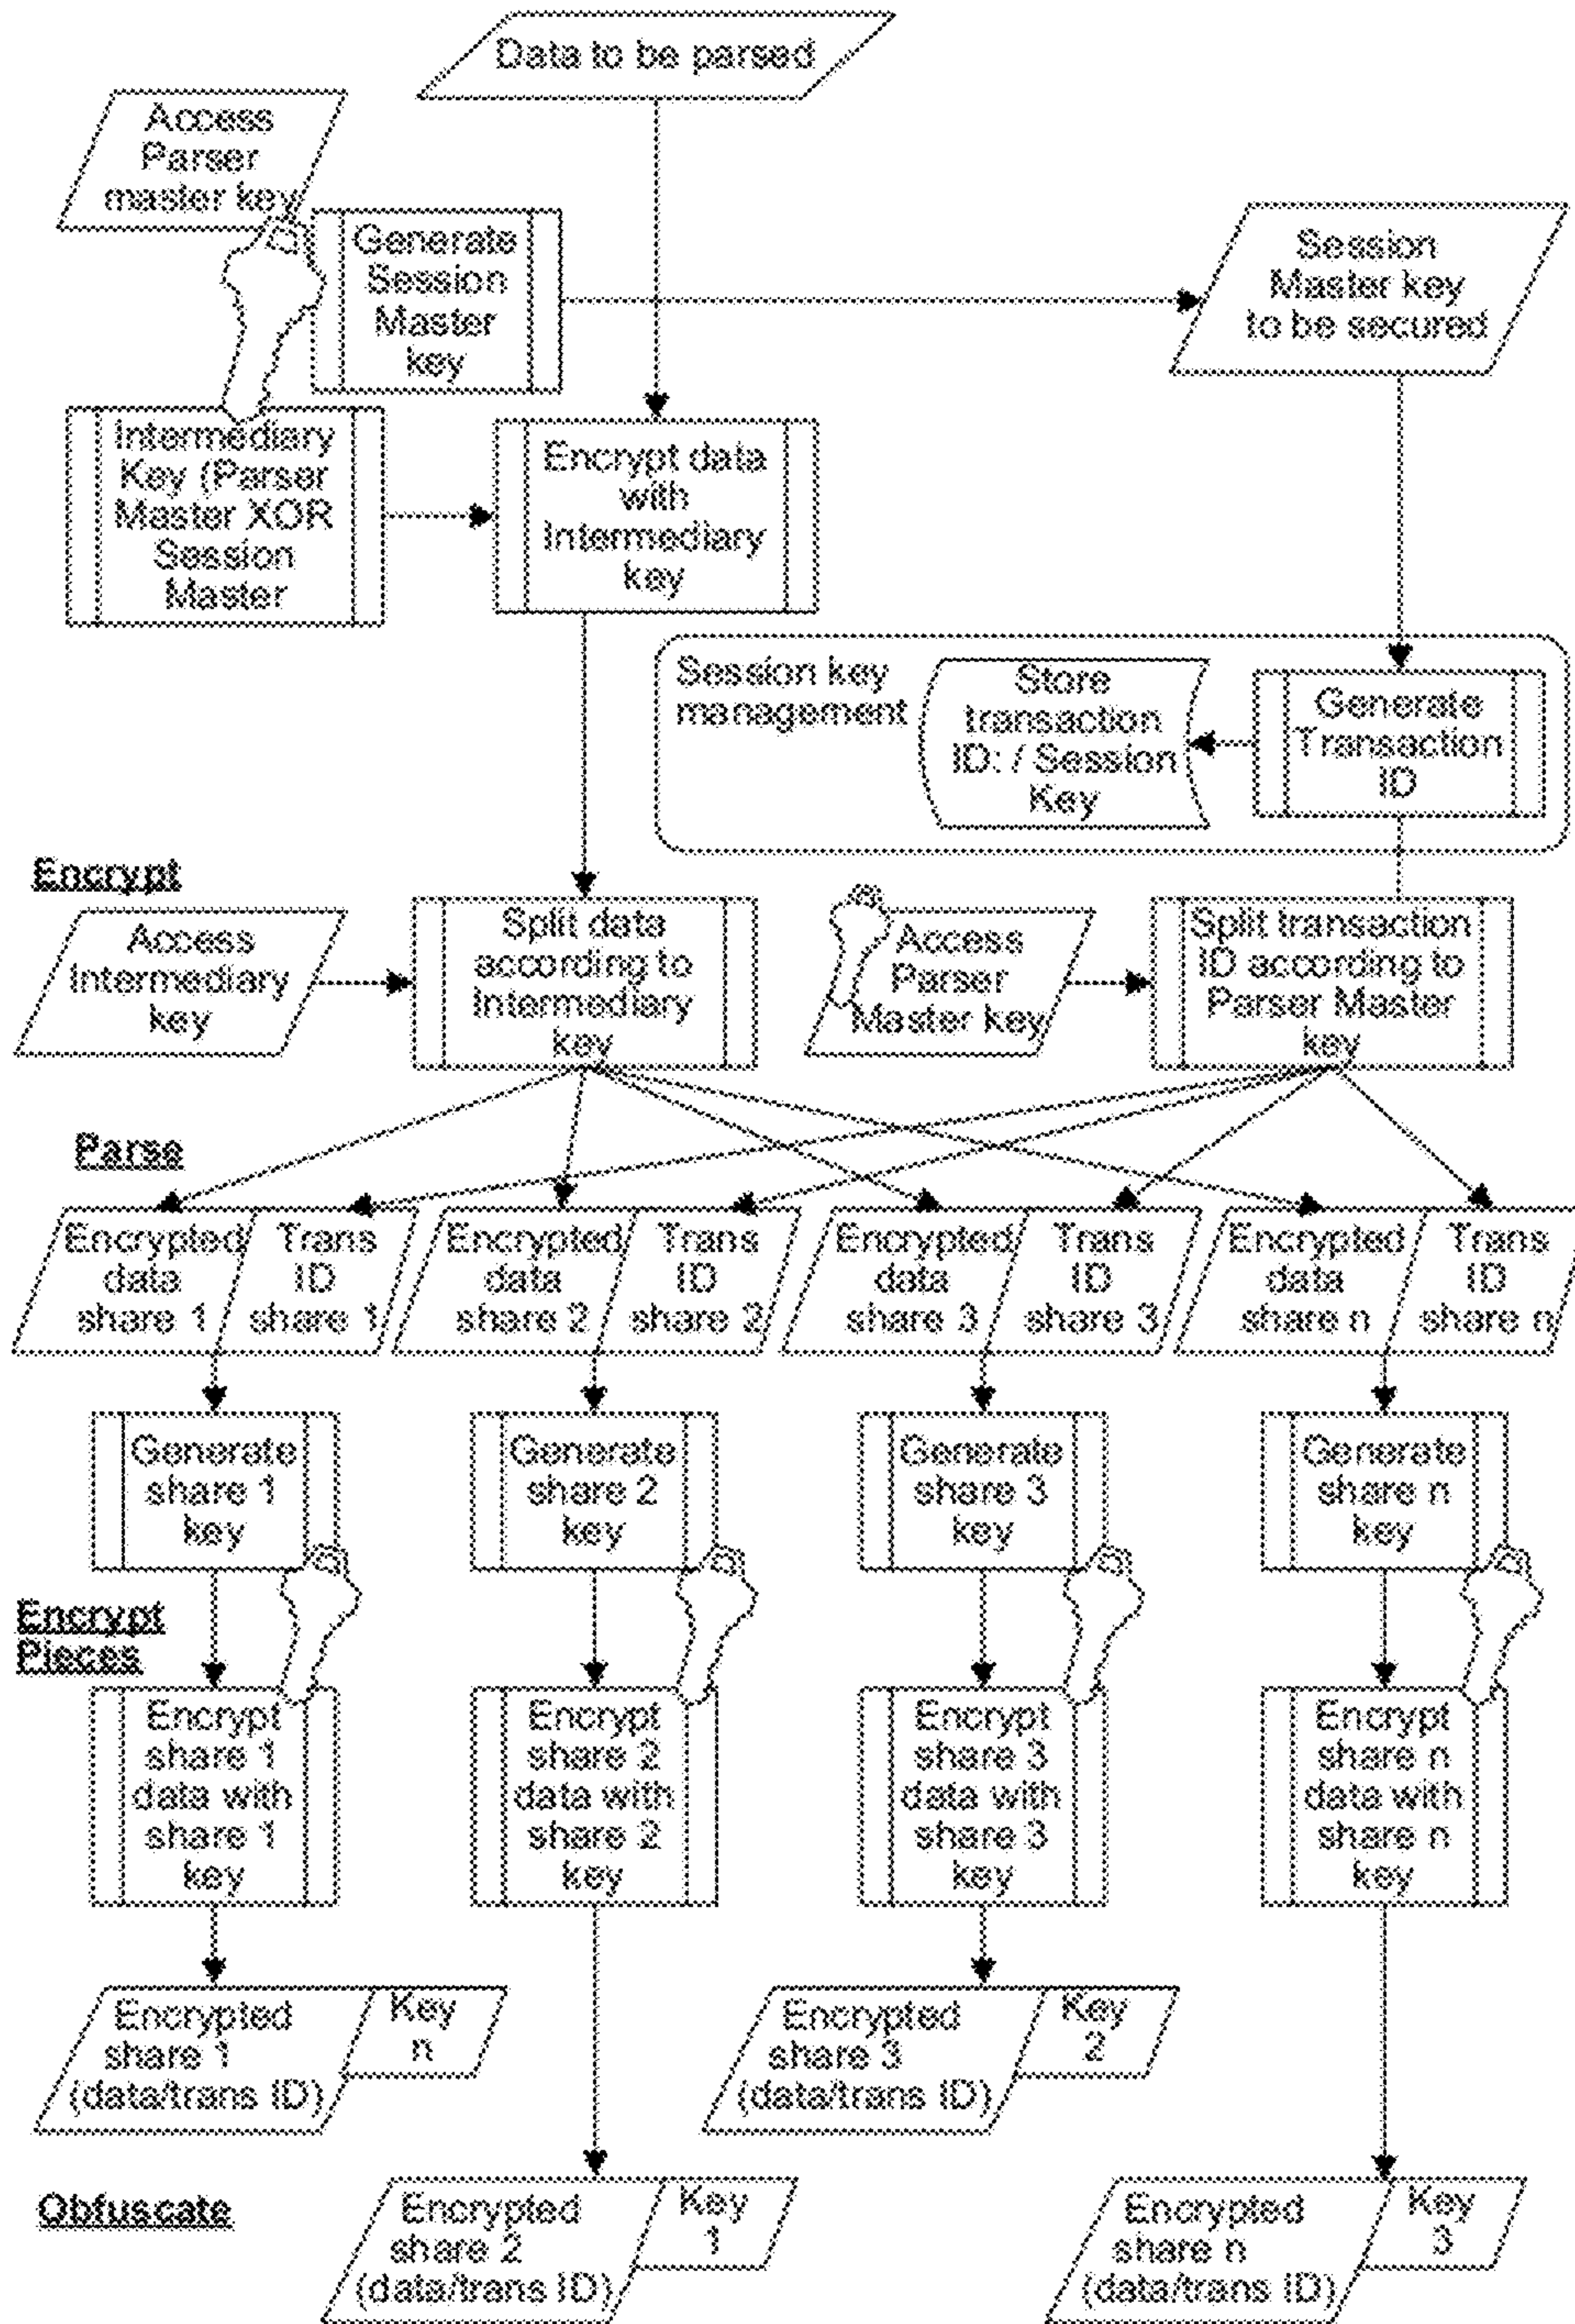 Data to be parsed
Access
Parser
master key
Generate
Session
Master
key
Session
Master key
to be secured
Intermediary
Key (Parser
Master XOR
Session
Master
Encrypt data
with
Intermediary
key
Session key
management
Store
transaction
ID: / Session
Key
Generate
Transaction
ID
Encrypt
Access
Intermediary
key
Split data
according to
Intermediary
key
Access
Parser
Master key
Split transaction
ID according to
Parser Master
key
Parse
Encrypted
data
share 1
Trans
ID
share 1
Encrypted
data
share 2
Trans
ID
share 2
Encrypted
data
share 3
Trans
ID
share 3
Encrypted
data
share n
Trans
ID
share n
Generate
share 1
key
Generate
share 2
key
Generate
share 3
key
Generate
share n
key
Encrypt
Pieces
Encrypt
share 1
data with
share 1
key
Encrypt
share 2
data with
share 2
key
Encrypt
share 3
data with
share 3
key
Encrypt
share n
data with
share n
key
Encrypted
share 1
(data/trans ID)
Key
n
Encrypted
share 3
(data/trans ID)
Key
2
Obfuscate
Encrypted
share 2
(data/trans ID)
Key
1
Encrypted
share n
(data/trans ID)
Key
3